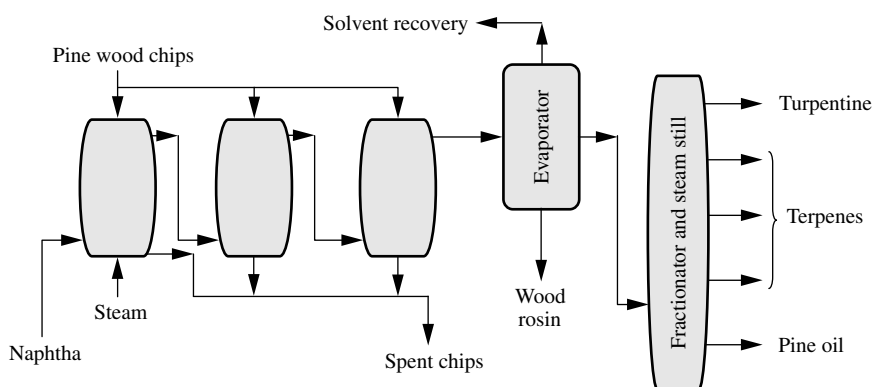 Solvent recovery
Pine wood chips
Evaporator
Fractionator and steam still
Turpentine
Terpenes
Steam
Wood
rosin
Naphtha
Spent chips
Pine oil